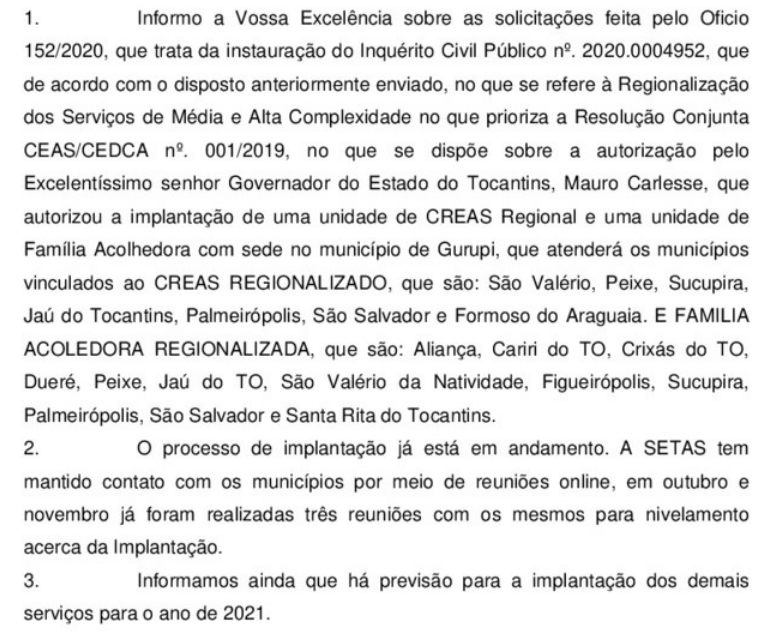 1. Informo a Vossa Excelência sobre as solicitações feita pelo Oficio
152/2020, que trata da instauração do Inquérito Civil Público nº. 2020.0004952, que
de acordo com o disposto anteriormente enviado, no que se refere à Regionalização
dos Serviços de Média e Alta Complexidade no que prioriza a Resolução Conjunta
CEAS/CEDCA nº. 001/2019, no que se dispõe sobre a autorização pelo
Excelentíssimo senhor Governador do Estado do Tocantins, Mauro Carlesse, que
autorizou a implantação de uma unidade de CREAS Regional e uma unidade de
Família Acolhedora com sede no município de Gurupi, que atenderá os municípios
vinculados ao CREAS REGIONALIZADO, que são: São Valério, Peixe, Sucupira,
Jaú do Tocantins, Palmeirópolis, São Salvador e Formoso do Araguaia. E FAMILIA
ACOLEDORA REGIONALIZADA, que são: Aliança, Cariri do TO, Crixás do TO,
Dueré, Peixe, Jaú do TO, São Valério da Natividade, Figueirópolis, Sucupira,
Palmeirópolis, São Salvador e Santa Rita do Tocantins.
2. O processo de implantação já está em andamento. A SETAS tem
mantido contato com os municípios por meio de reuniões online, em outubro e
novembro já foram realizadas três reuniões com os mesmos para nivelamento
acerca da Implantação.
3. Informamos ainda que há previsão para a implantação dos demais
serviços para o ano de 2021.